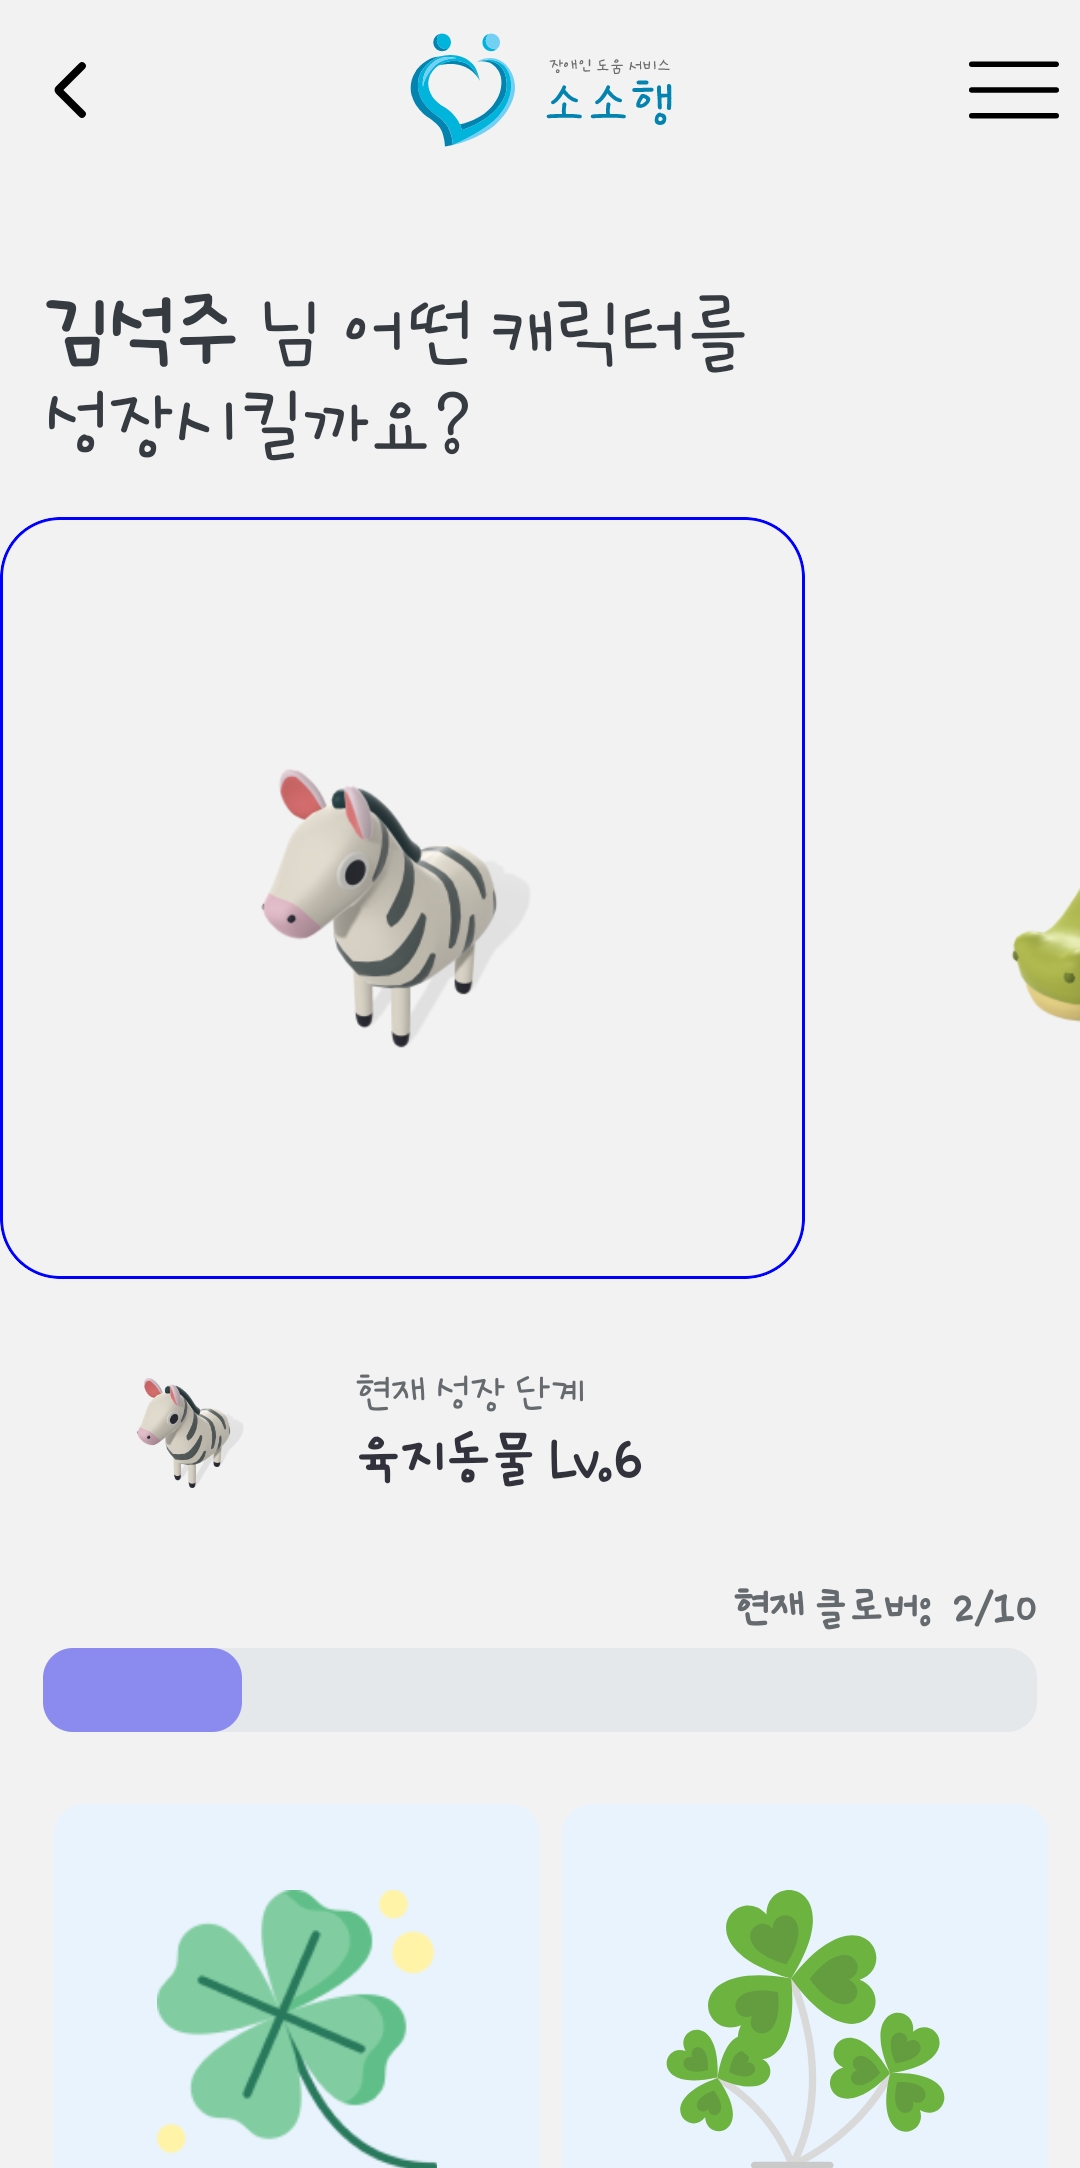 장애인 도움 서비스
소소행
김석주 님 어떤 캐릭터를
성장시킬까요?
현재 성장 단계
육지동물 Lv.6
현재 클로버: 2/10